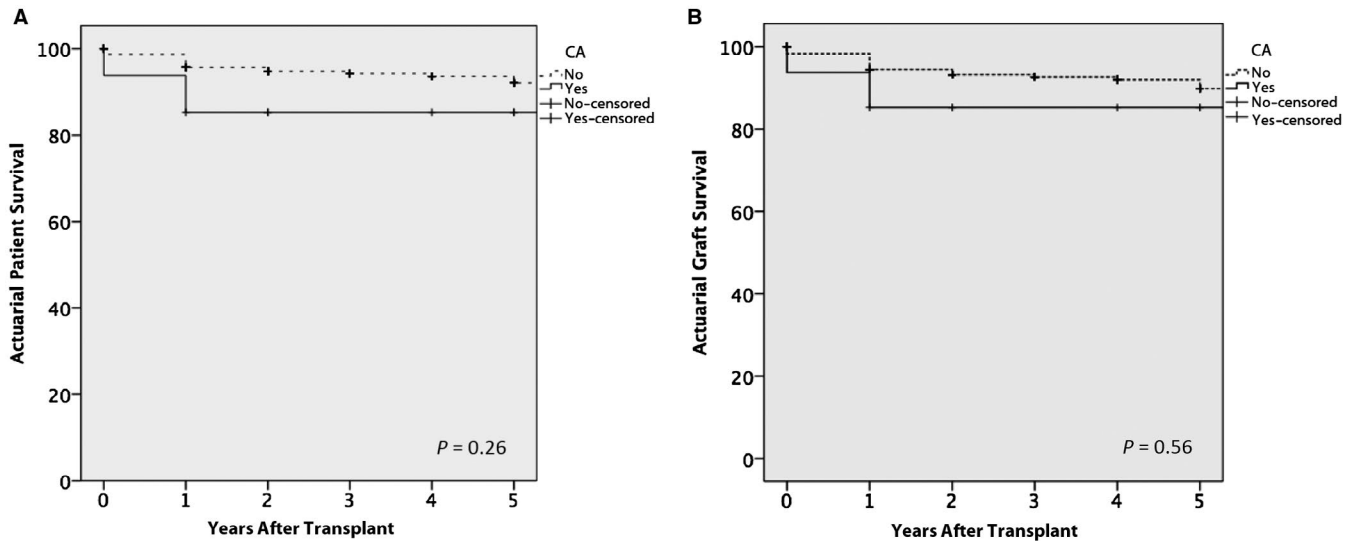 A
Actuarial Patient Survival
100
80
60
40
20
0
0 1 2 3 4 5
Years After Transplant
P = 0.26
CA
No
Yes
No-censored
Yes-censored
B
Actuarial Graft Survival
100
80
60
40
20
0
0 1 2 3 4 5
Years After Transplant
P = 0.56
CA
No
Yes
No-censored
Yes-censored